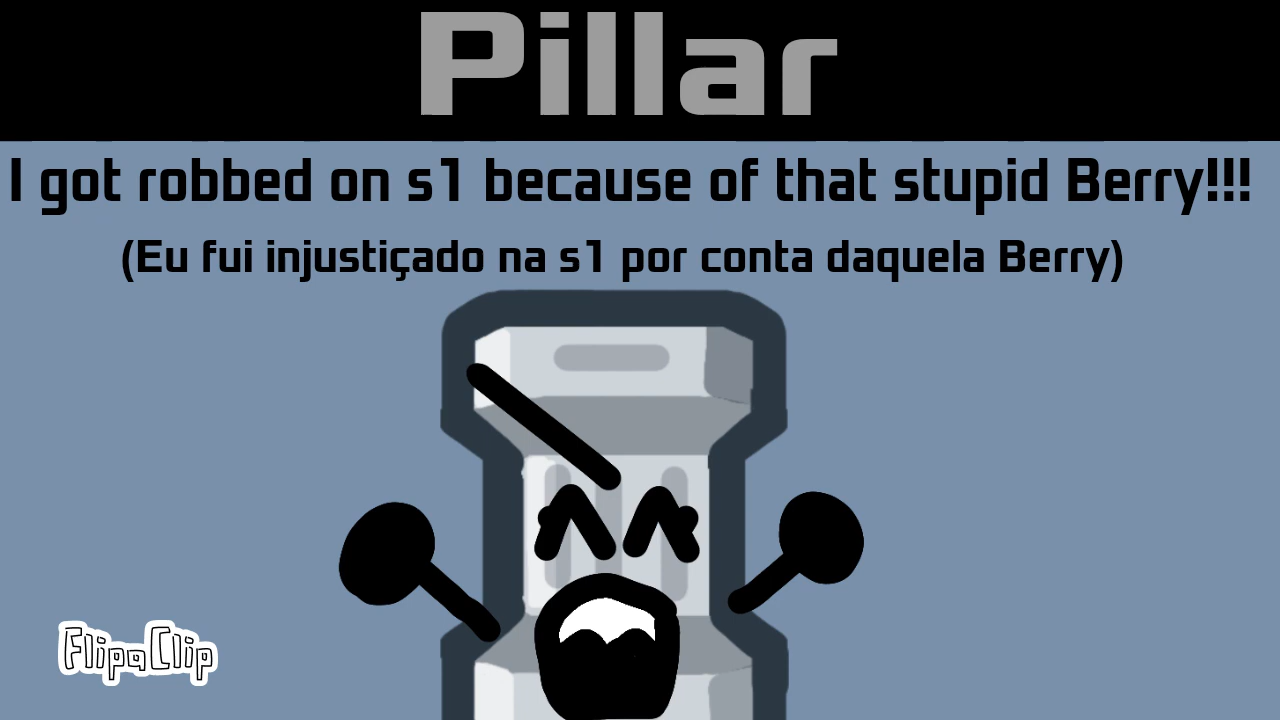 Pillar
I got robbed on s1 because of that stupid Berry!!!
(Eu fui injustiçado na s1 por conta daquela Berry)
FlipaClip